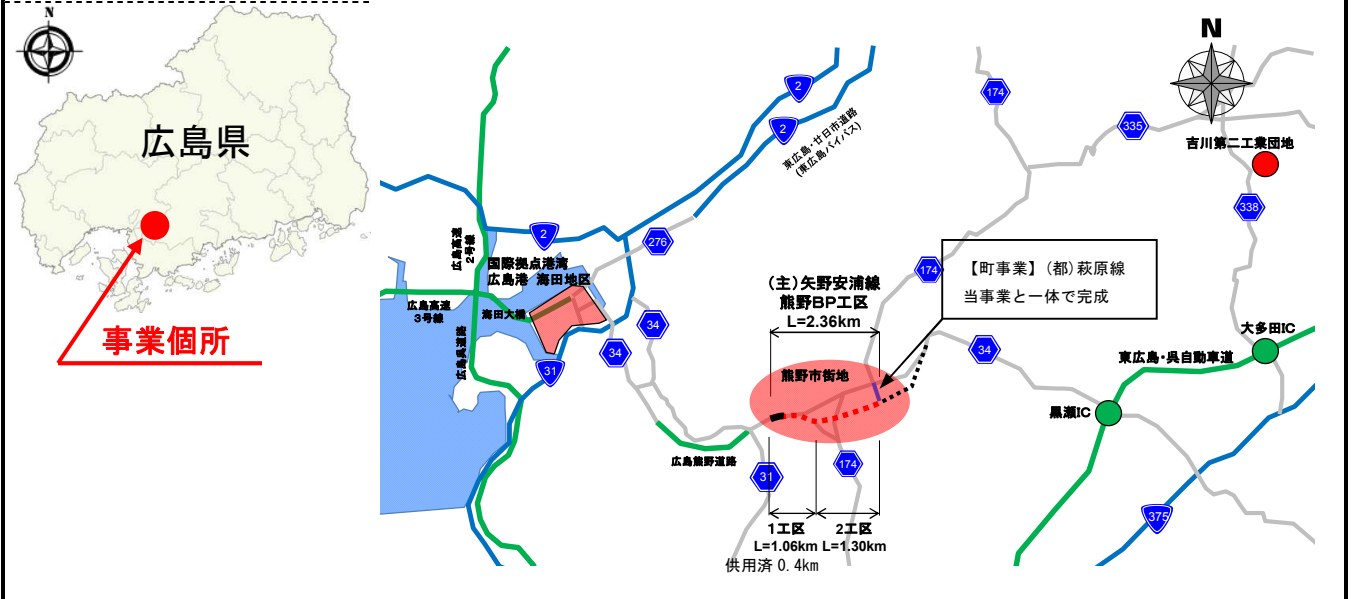 N
広島県
事業個所
N
2
2
東広島・廿日市道路
(東広島バイパス)
174
335
吉川第二工業団地
338
広島高速
2号線
2
国際拠点港湾
広島港 海田地区
276
広島高速
3号線
海田大橋
広島呉道路
31
34
34
(主)矢野安浦線
熊野BP工区
L=2.36km
174
【町事業】(都)萩原線
当事業と一体で完成
熊野市街地
34
大多田IC
東広島・呉自動車道
黒瀬IC
広島熊野道路
31
174
375
1工区
L=1.06km
2工区
L=1.30km
供用済 0.4km